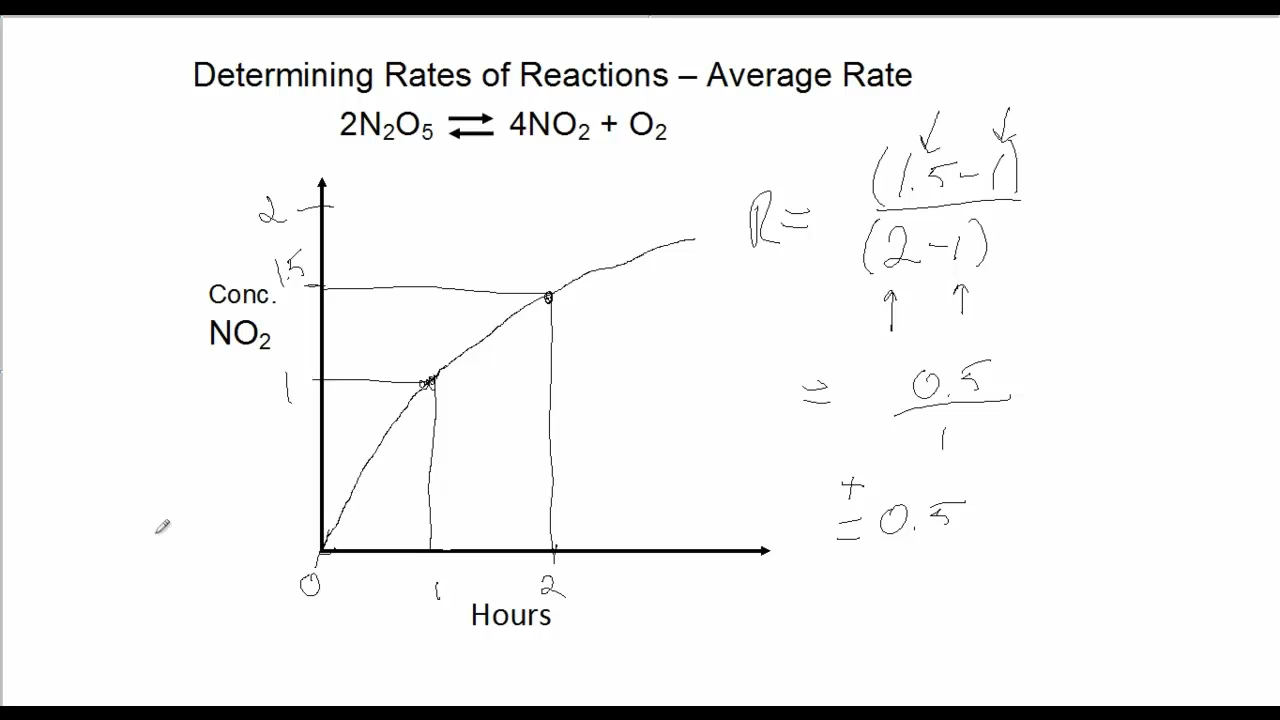 Determining Rates of Reactions – Average Rate
2N₂O₅ ⇌ 4NO₂ + O₂
2
1.5
Conc.
NO₂
1
0
1
2
Hours
R = (1.5 - 1)
(2 - 1)
= 0.5
1
+
= 0.5